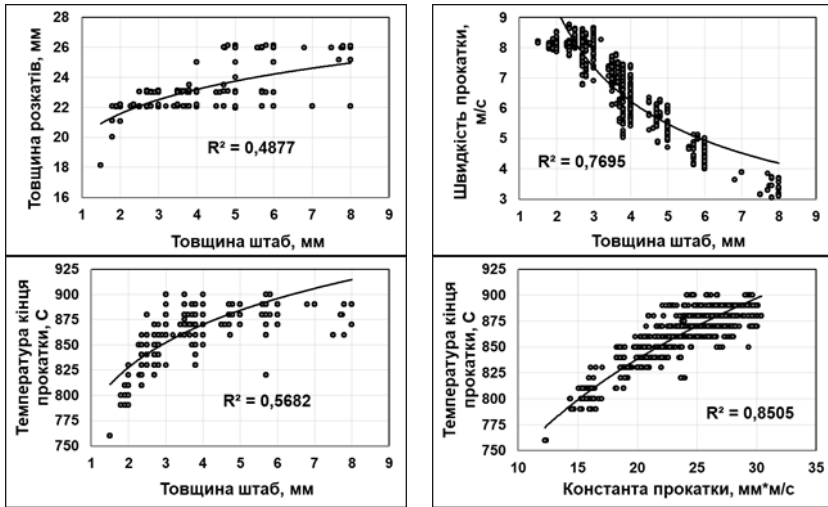 Товщина розкатів, мм
28
26
24
22
20
18
16
R² = 0,4877
1 2 3 4 5 6 7 8 9
Товщина штаб, мм
Швидкість прокатки,
м/с
9
8
7
6
5
4
3
R² = 0,7695
1 2 3 4 5 6 7 8 9
Товщина штаб, мм
Температура кінця
прокатки, С
925
900
875
850
825
800
775
750
R² = 0,5682
1 2 3 4 5 6 7 8 9
Товщина штаб, мм
Температура кінця
прокатки, С
925
900
875
850
825
800
775
750
R² = 0,8505
10 15 20 25 30 35
Константа прокатки, мм*м/с